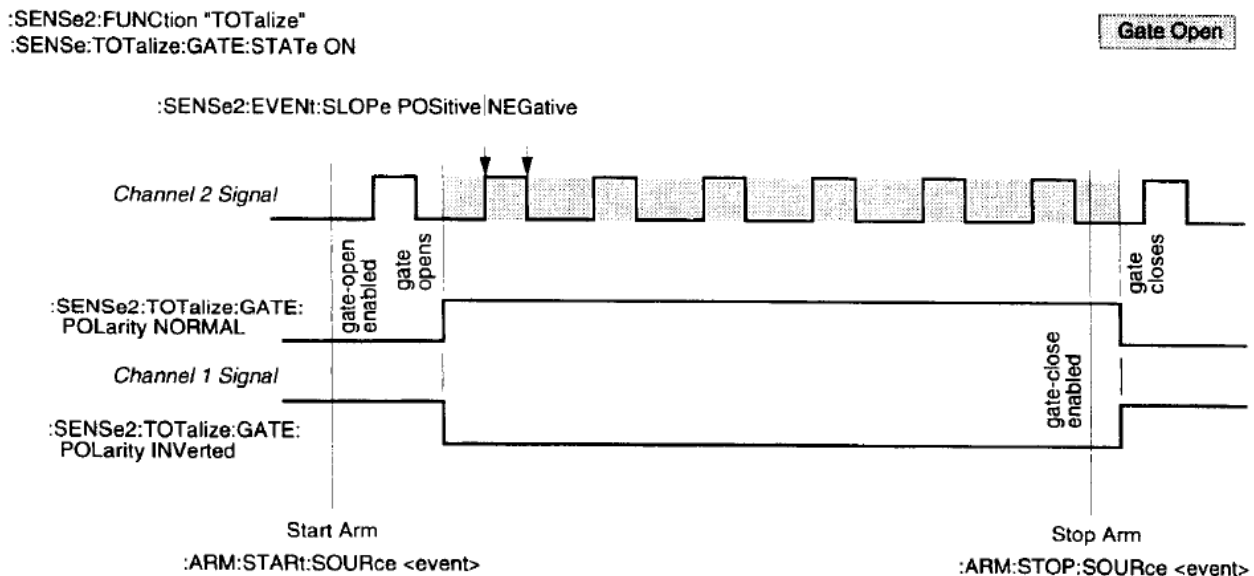 :SENSe2:FUNCtion "TOTalize"
:SENSe:TOTalize:GATE:STATe ON
Gate Open
:SENSe2:EVENt:SLOPe POSitive|NEGative
Channel 2 Signal
gate-open
enabled
gate
opens
gate
closes
:SENSe2:TOTalize:GATE:
POLarity NORMAL
Channel 1 Signal
gate-close
enabled
:SENSe2:TOTalize:GATE:
POLarity INVerted
Start Arm
:ARM:STARt:SOURce <event>
Stop Arm
:ARM:STOP:SOURce <event>